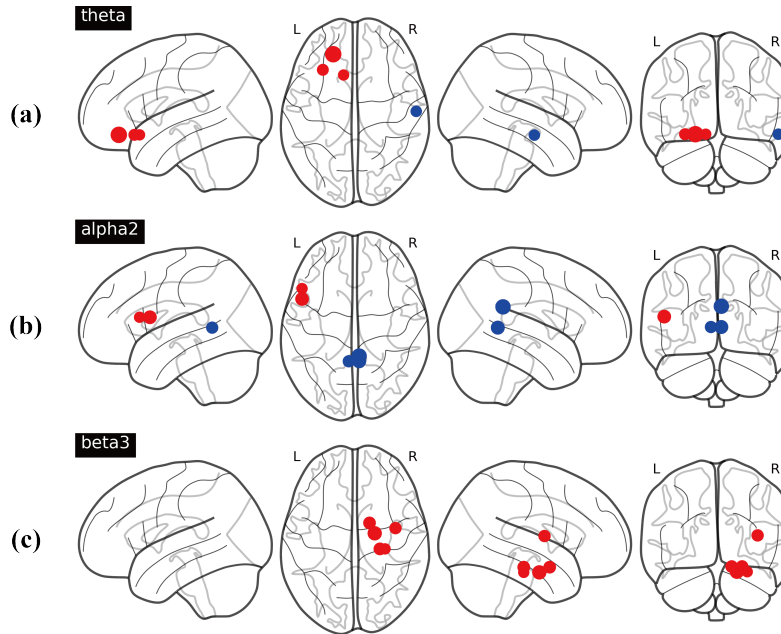 theta
L R L R
(a)
alpha2
L R L R
(b)
beta3
L R L R
(c)